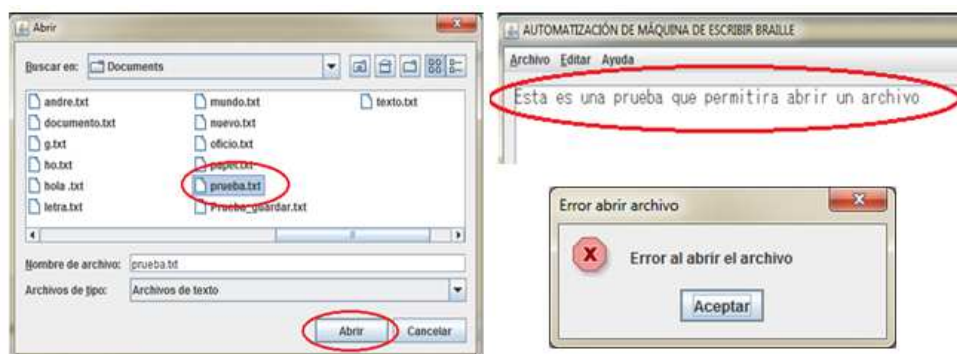 Abrir
Buscar en: Documents
andre.txt mundo.txt texto.txt
documento.txt nuevo.txt
g.txt oficio.txt
ho.txt papel.txt
hola .txt prueba.txt
letra.txt Prueba_guardar.txt
Nombre de archivo: prueba.txt
Archivos de tipo: Archivos de texto
Abrir Cancelar
AUTOMATIZACIÓN DE MÁQUINA DE ESCRIBIR BRAILLE
Archivo Editar Ayuda
Esta es una prueba que permitira abrir un archivo
Error abrir archivo
Error al abrir el archivo
Aceptar